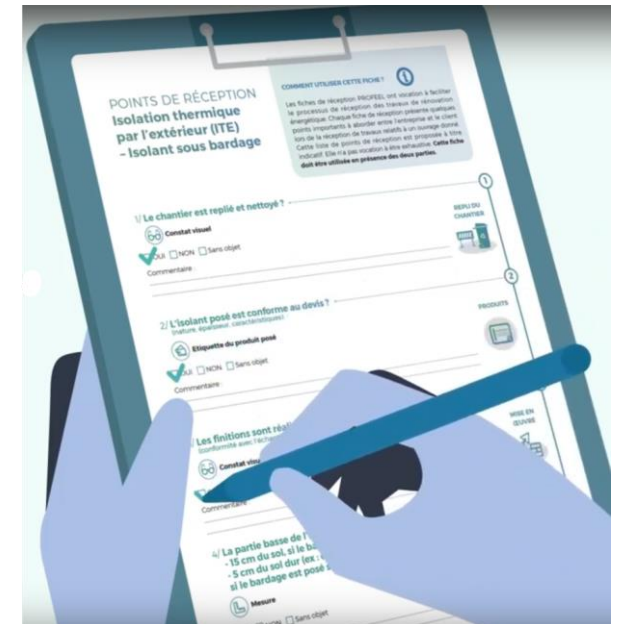 POINTS DE RÉCEPTION
Isolation thermique
par l'extérieur (ITE)
- Isolant sous bardage
COMMENT UTILISER CETTE FICHE ?
Les fiches de réception PROFEEL ont vocation à faciliter
le processus de réception des travaux de rénovation
énergétique. Chaque fiche de réception présente quelques
points importants à aborder entre l'entreprise et le client
lors de la réception de travaux relatifs à un ouvrage donné.
Cette liste de points de réception est proposée à titre
indicatif. Elle n'a pas vocation à être exhaustive. Cette fiche
doit être utilisée en présence des deux parties.
1
1/ Le chantier est replié et nettoyé ?
REPLI DU
CHANTIER
Constat visuel
OUI NON Sans objet
Commentaire
2
2/ L'isolant posé est conforme au devis ?
(nature, épaisseur, caractéristiques)
PRODUITS
Etiquette du produit posé
OUI NON Sans objet
Commentaire
Les finitions sont
(conformité avec
MISE EN
ŒUVRE
Constat
Commentaire
4/ La partie basse de
- 15 cm du sol, si le
- 5 cm du sol dur (ex :
si le bardage est posé
Mesure
NON Sans objet